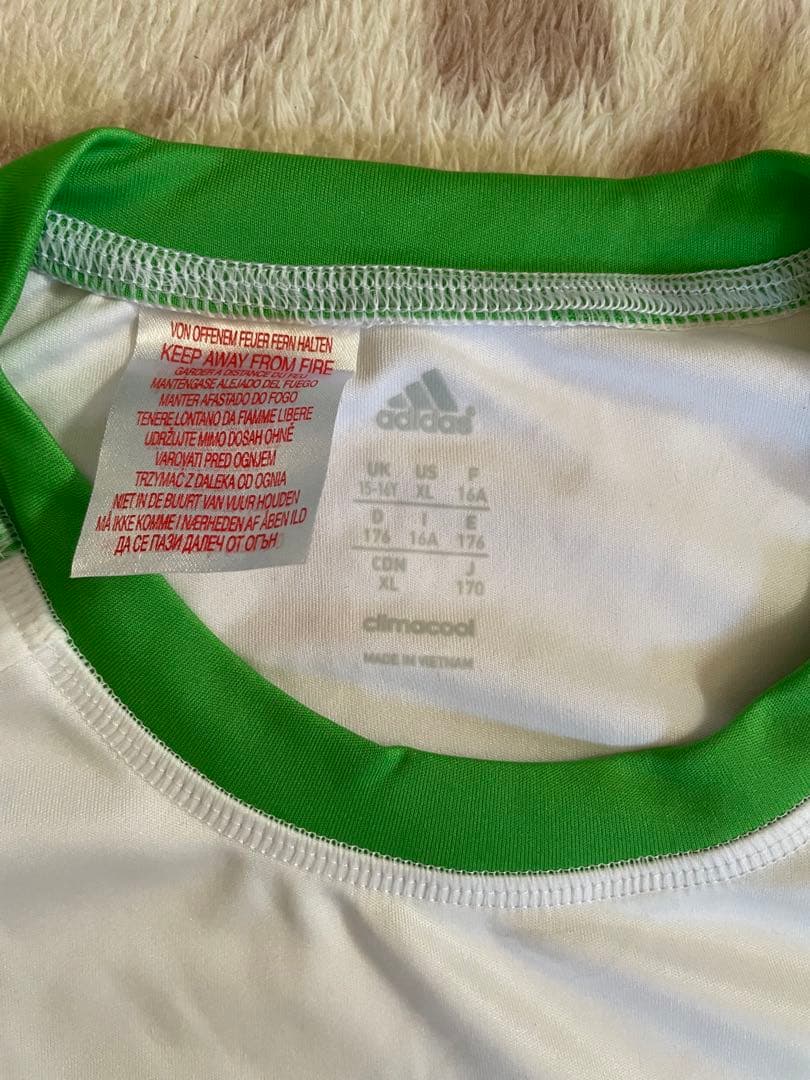 VON OFFENEM FEUER FERN HALTEN
KEEP AWAY FROM FIRE
GARDER A DISTANCE DU FEU
MANTENGASE ALEJADO DEL FUEGO
MANTER AFASTADO DO FOGO
TENERE LONTANO DA FIAMME LIBERE
UDRŽUJTE MIMO DOSAH OHNĚ
VAROVATI PRED OGNJEM
TRZYMAĆ Z DALEKA OD OGNIA
NIET IN DE BUURT VAN VUUR HOUDEN
MÅ IKKE KOMME I NÆRHEDEN AF ÅBEN ILD
ДА СЕ ПАЗИ ДАЛЕЧ ОТ ОГЪН
adidas®
UK US F
15-16Y XL 16A
D I E
176 16A 176
CDN J
XL 170
climacool
MADE IN VIETNAM